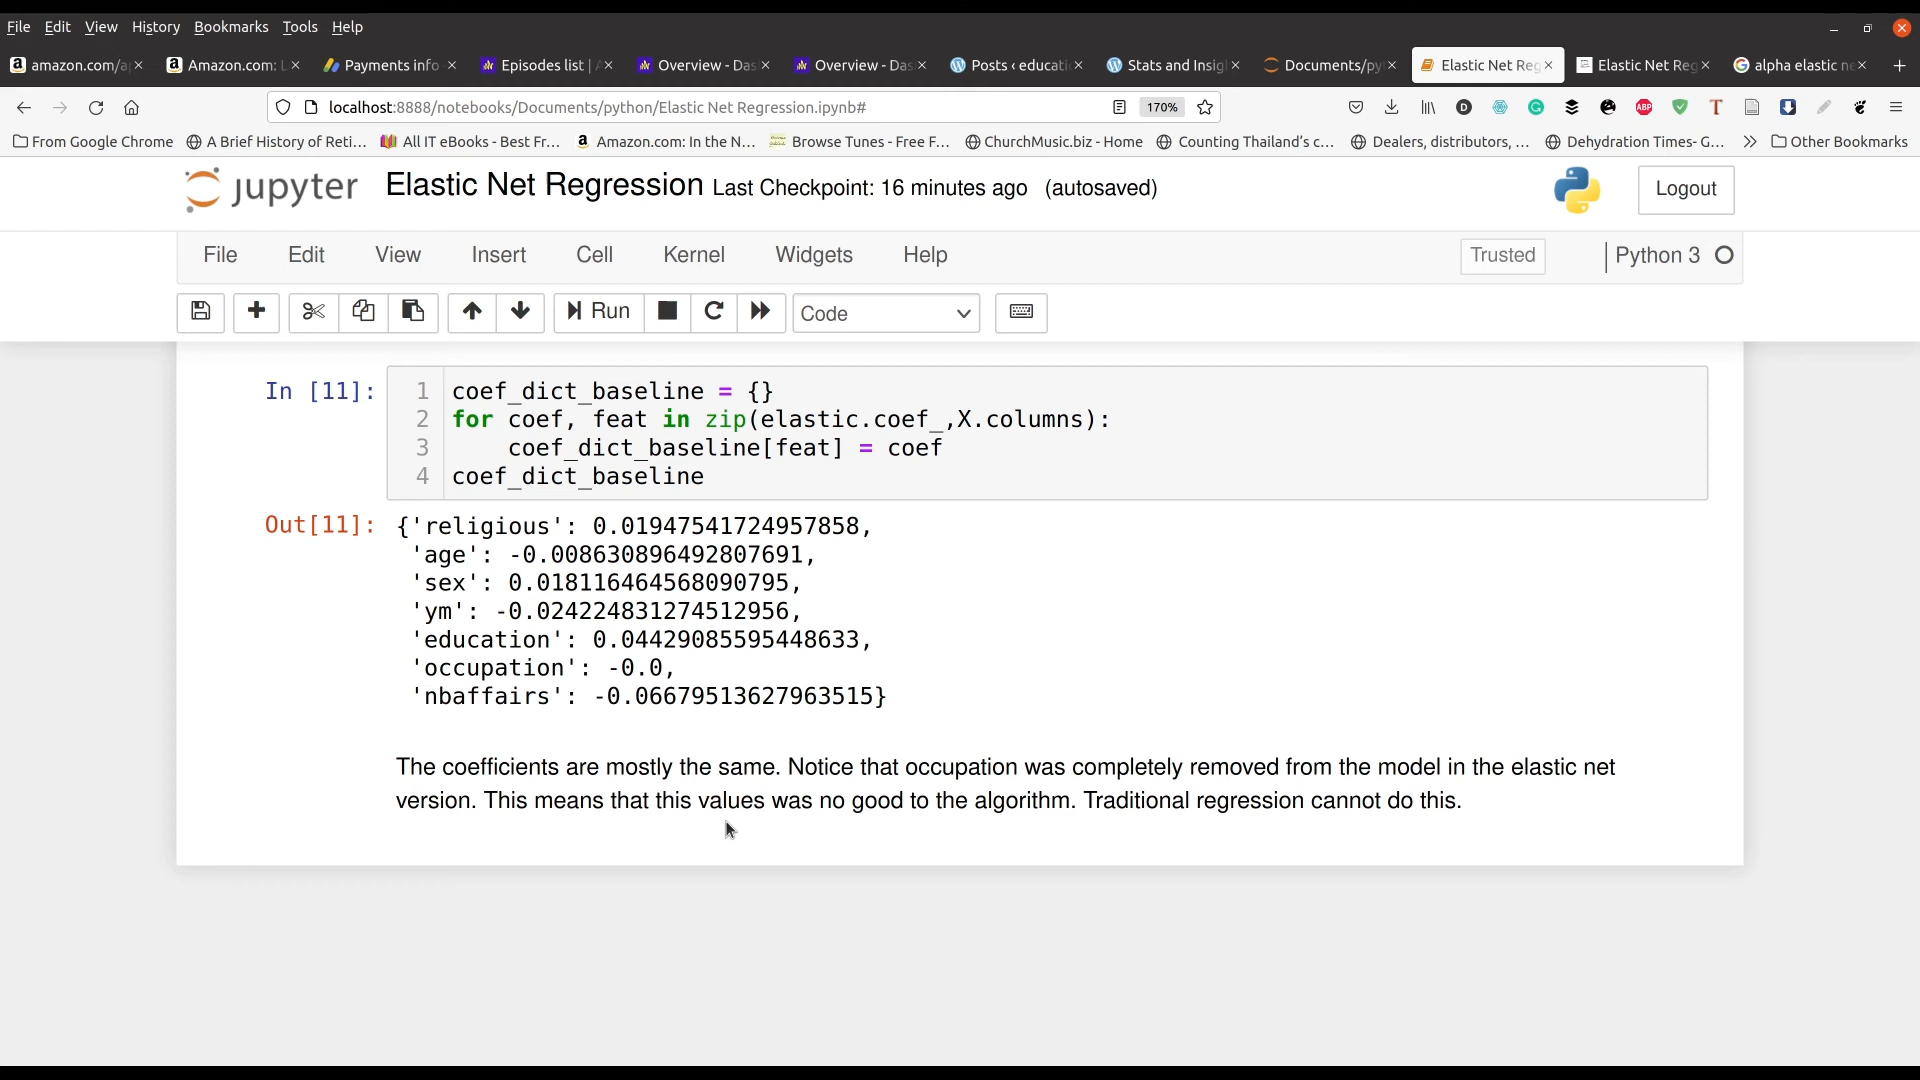 File Edit View History Bookmarks Tools Help
amazon.com/a Amazon.com: Payments info Episodes list | Overview - Das Overview - Das Posts ‹ educati Stats and Insig Documents/py Elastic Net Reg Elastic Net Reg alpha elastic ne
localhost:8888/notebooks/Documents/python/Elastic Net Regression.ipynb# 170%
From Google Chrome A Brief History of Reti... All IT eBooks - Best Fr... Amazon.com: In the N... Browse Tunes - Free F... ChurchMusic.biz - Home Counting Thailand's c... Dealers, distributors, ... Dehydration Times- G... Other Bookmarks
jupyter Elastic Net Regression Last Checkpoint: 16 minutes ago (autosaved) Logout
File Edit View Insert Cell Kernel Widgets Help Trusted Python 3
Run Code
In [11]: 1 coef_dict_baseline = {}
2 for coef, feat in zip(elastic.coef_,X.columns):
3 coef_dict_baseline[feat] = coef
4 coef_dict_baseline
Out[11]: {'religious': 0.01947541724957858,
'age': -0.008630896492807691,
'sex': 0.018116464568090795,
'ym': -0.024224831274512956,
'education': 0.04429085595448633,
'occupation': -0.0,
'nbaffairs': -0.06679513627963515}
The coefficients are mostly the same. Notice that occupation was completely removed from the model in the elastic net
version. This means that this values was no good to the algorithm. Traditional regression cannot do this.